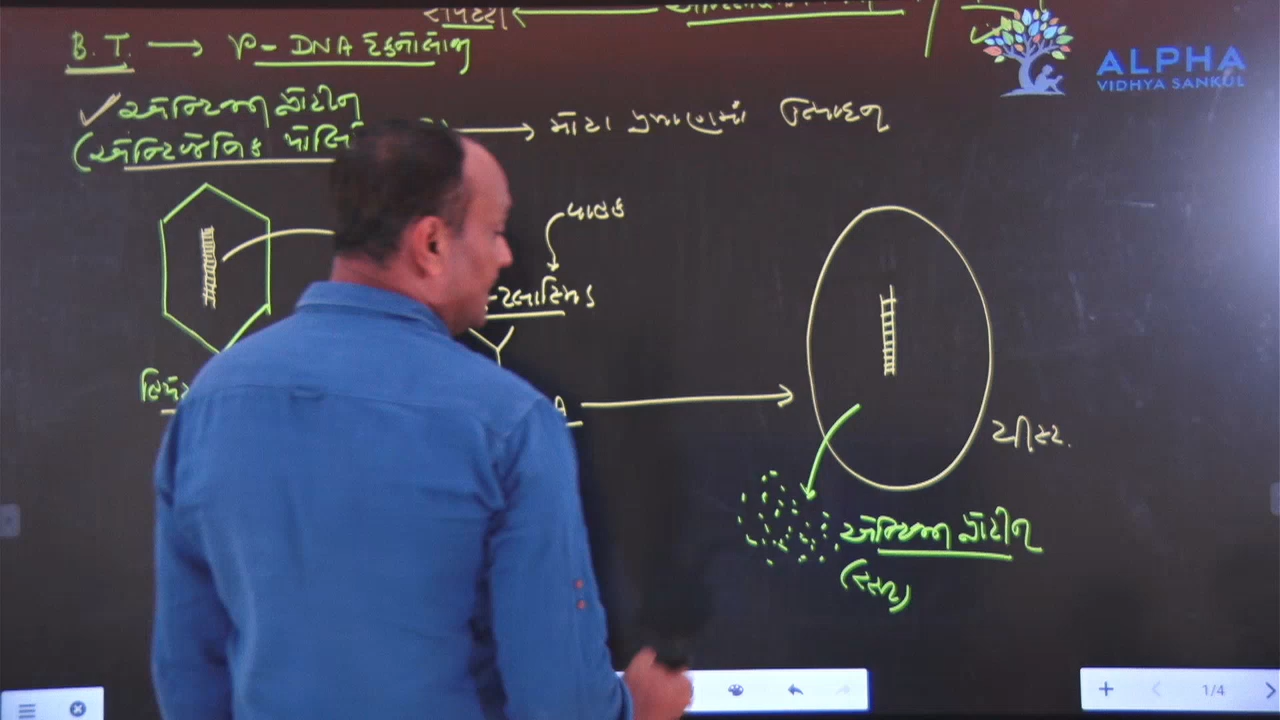 B.T. → r- DNA ટેકનોલોજી
ALPHA
VIDHYA SANKUL
✓ એન્ટિજન પ્રોટીન
(એન્ટિજેનિક પોલિ → મોટા પ્રમાણમાં ઉત્પાદન
વાહક
પ્લાસ્મિડ
A →
યીસ્ટ.
એન્ટિજન પ્રોટીન
(રસી)
1/4